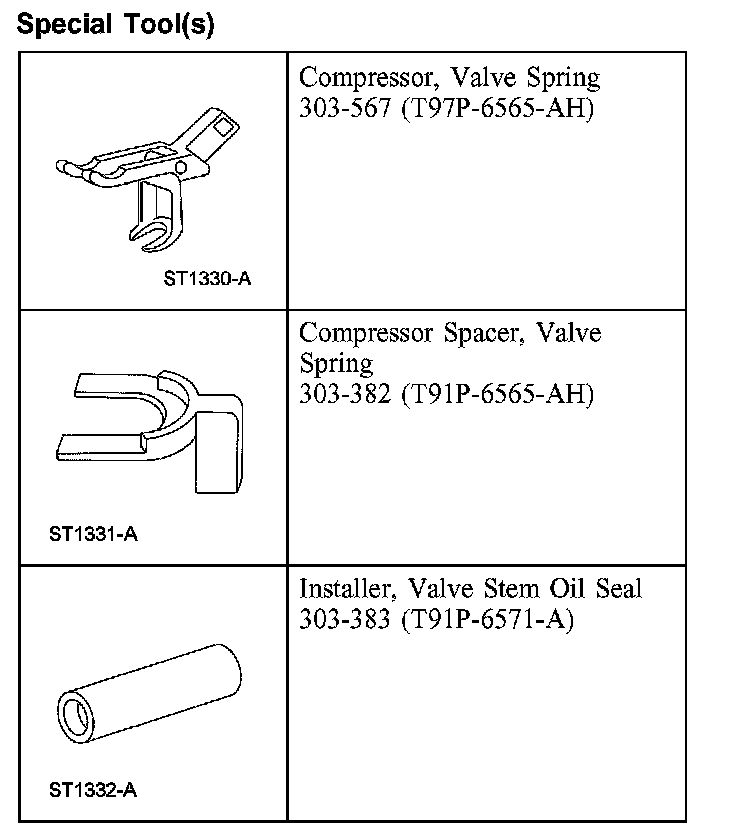 Special Tool(s)
Compressor, Valve Spring
303-567 (T97P-6565-AH)
ST1330-A
Compressor Spacer, Valve
Spring
303-382 (T91P-6565-AH)
ST1331-A
Installer, Valve Stem Oil Seal
303-383 (T91P-6571-A)
ST1332-A